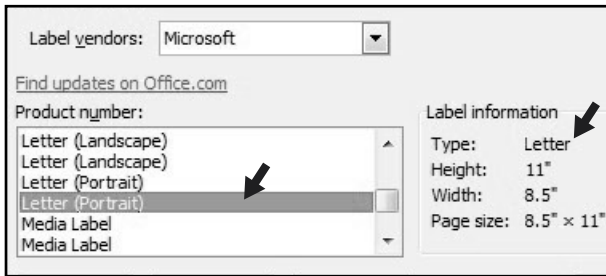 Label vendors: Microsoft
Find updates on Office.com
Product number:
Letter (Landscape)
Letter (Landscape)
Letter (Portrait)
Letter (Portrait)
Media Label
Media Label
Label information
Type: Letter
Height: 11"
Width: 8.5"
Page size: 8.5" × 11"